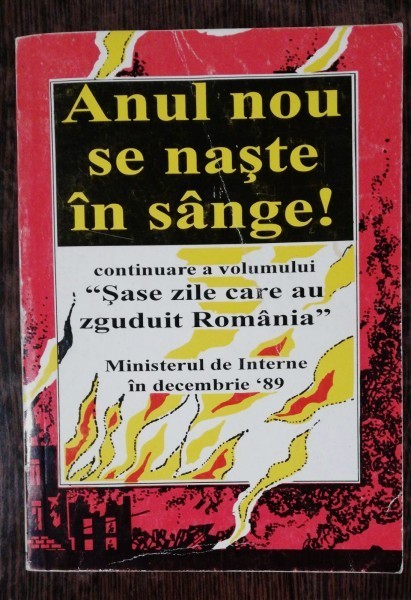 Anul nou
se naşte
în sânge!
continuare a volumului
“Şase zile care au
zguduit România”
Ministerul de Interne
în decembrie ‘89